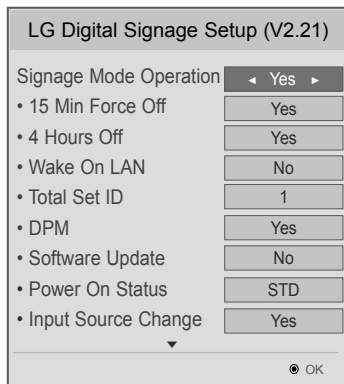 LG Digital Signage Setup (V2.21)
Signage Mode Operation ◄ Yes ►
• 15 Min Force Off Yes
• 4 Hours Off Yes
• Wake On LAN No
• Total Set ID 1
• DPM Yes
• Software Update No
• Power On Status STD
• Input Source Change Yes
▼
◉ OK